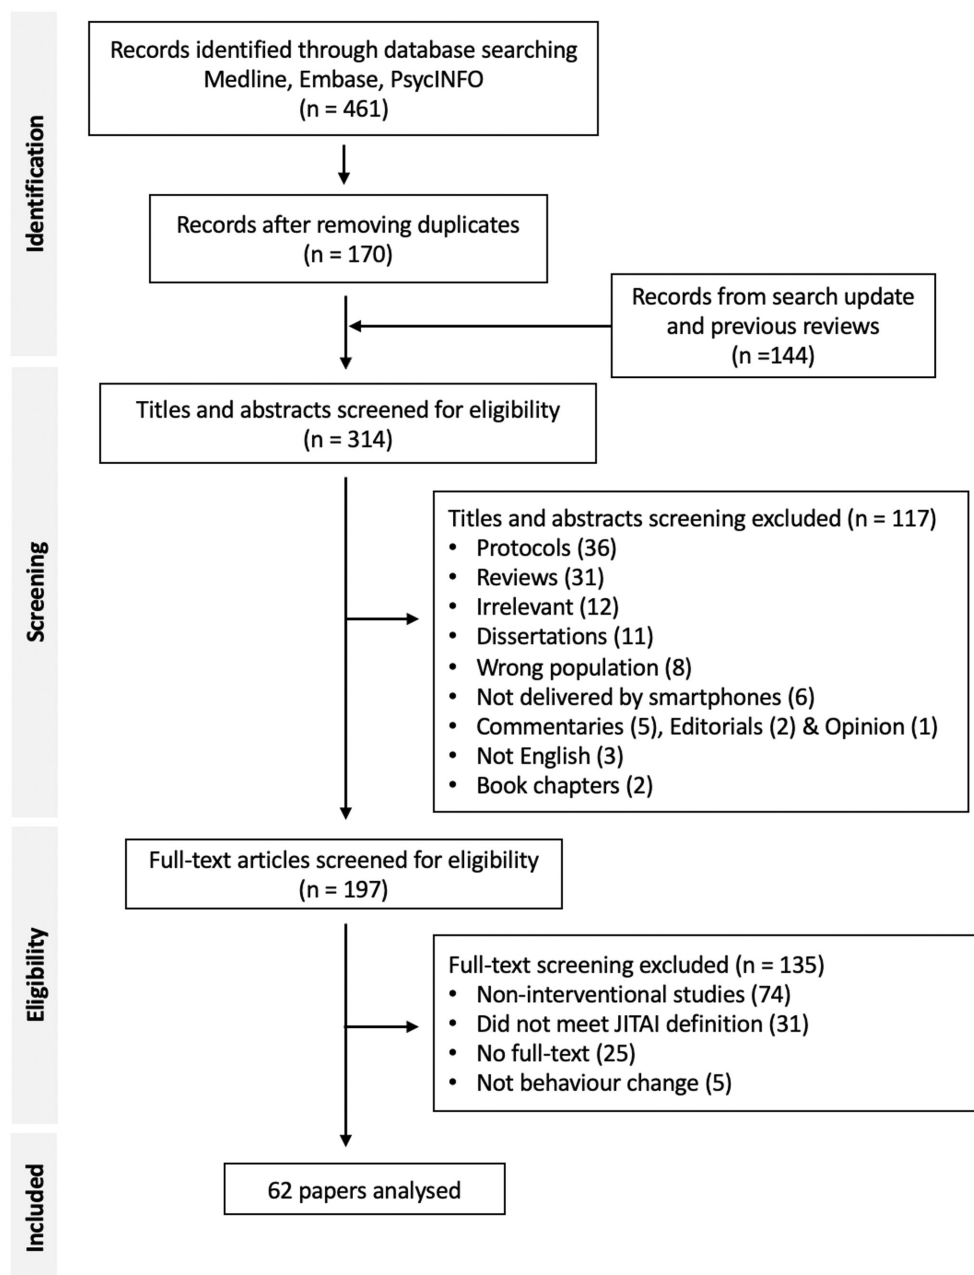 Identification
Records identified through database searching
Medline, Embase, PsycINFO
(n = 461)
Records after removing duplicates
(n = 170)
Records from search update
and previous reviews
(n =144)
Screening
Titles and abstracts screened for eligibility
(n = 314)
Titles and abstracts screening excluded (n = 117)
• Protocols (36)
• Reviews (31)
• Irrelevant (12)
• Dissertations (11)
• Wrong population (8)
• Not delivered by smartphones (6)
• Commentaries (5), Editorials (2) & Opinion (1)
• Not English (3)
• Book chapters (2)
Eligibility
Full-text articles screened for eligibility
(n = 197)
Full-text screening excluded (n = 135)
• Non-interventional studies (74)
• Did not meet JITAI definition (31)
• No full-text (25)
• Not behaviour change (5)
Included
62 papers analysed